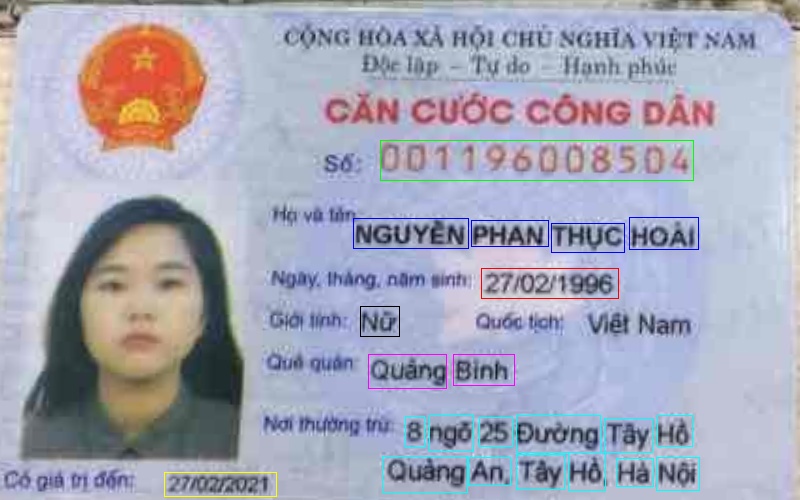 CỘNG HÒA XÃ HỘI CHỦ NGHĨA VIỆT NAM
Độc lập – Tự do – Hạnh phúc
CĂN CƯỚC CÔNG DÂN
Số: 001196008504
Họ và tên:
NGUYỄN PHAN THỤC HOÀI
Ngày, tháng, năm sinh: 27/02/1996
Giới tính: Nữ Quốc tịch: Việt Nam
Quê quán: Quảng Bình
Nơi thường trú: 8 ngõ 25 Đường Tây Hồ
Quảng An, Tây Hồ, Hà Nội
Có giá trị đến: 27/02/2021